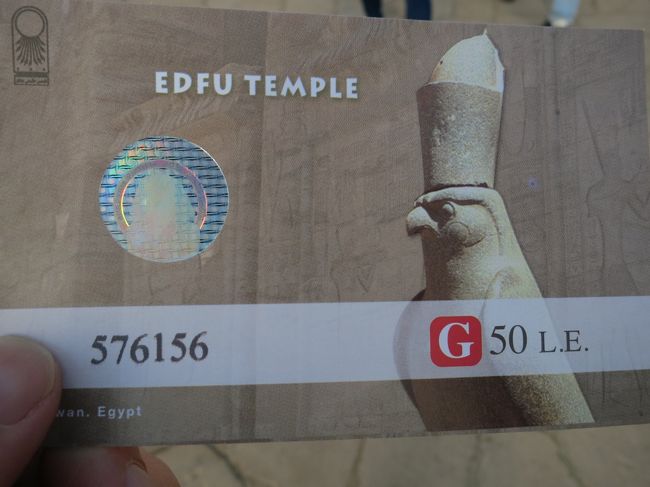 EDFU TEMPLE
576156
G 50 L.E.
wan. Egypt